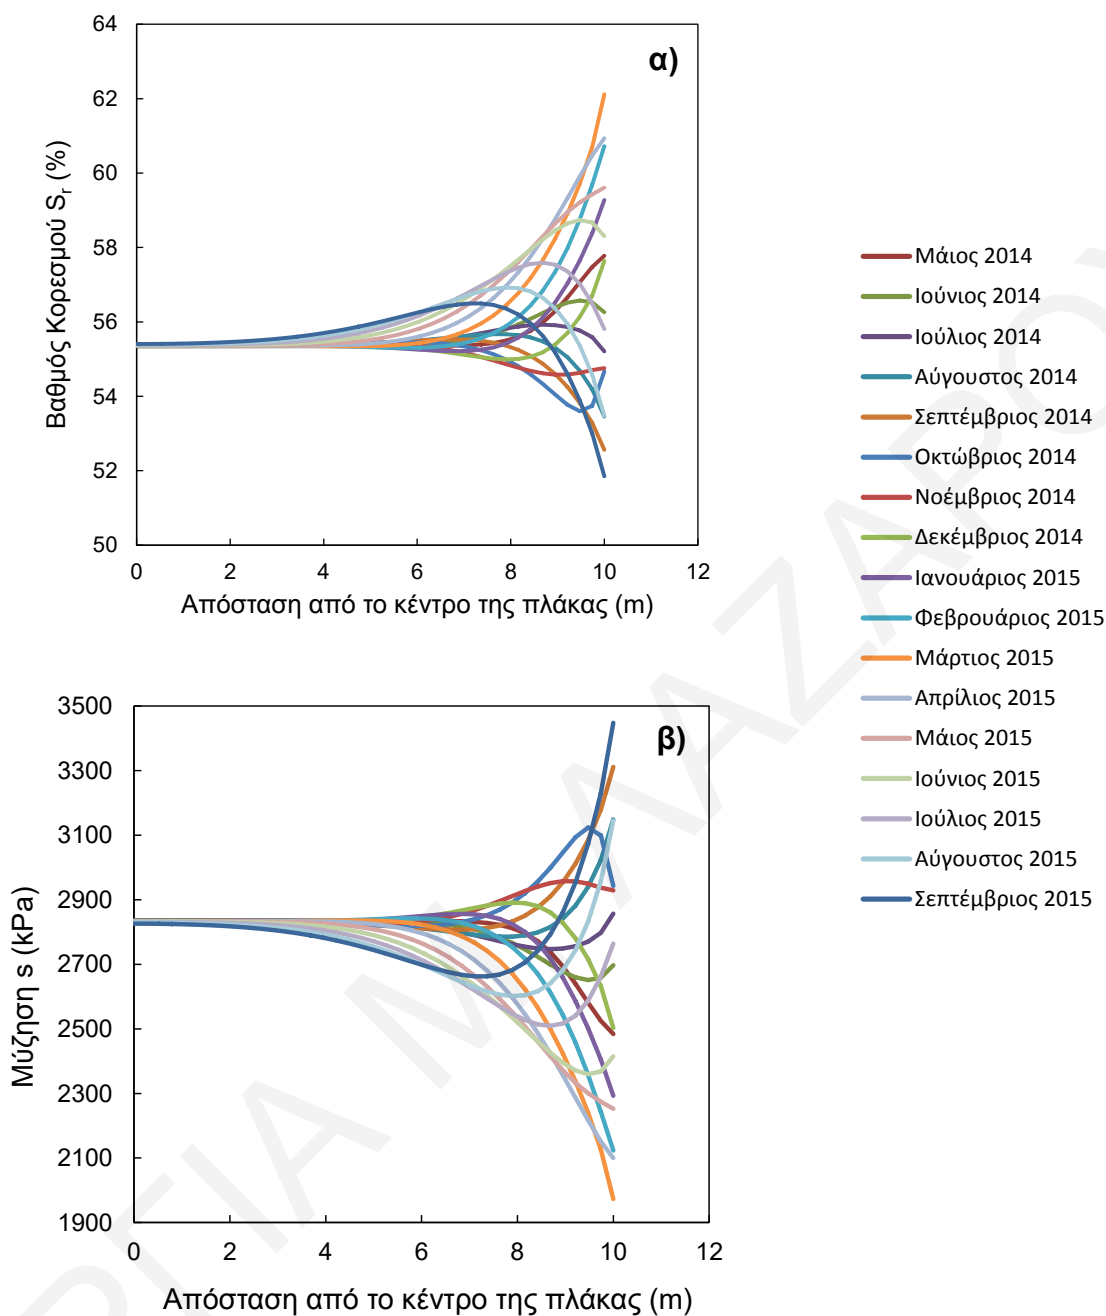 α)
64
62
60
58
56
54
52
50
Βαθμός Κορεσμού Sr (%)
0 2 4 6 8 10 12
Απόσταση από το κέντρο της πλάκας (m)
Μάιος 2014
Ιούνιος 2014
Ιούλιος 2014
Αύγουστος 2014
Σεπτέμβριος 2014
Οκτώβριος 2014
Νοέμβριος 2014
Δεκέμβριος 2014
Ιανουάριος 2015
Φεβρουάριος 2015
Μάρτιος 2015
Απρίλιος 2015
Μάιος 2015
Ιούνιος 2015
Ιούλιος 2015
Αύγουστος 2015
Σεπτέμβριος 2015
β)
3500
3300
3100
2900
2700
2500
2300
2100
1900
Μύζηση s (kPa)
0 2 4 6 8 10 12
Απόσταση από το κέντρο της πλάκας (m)